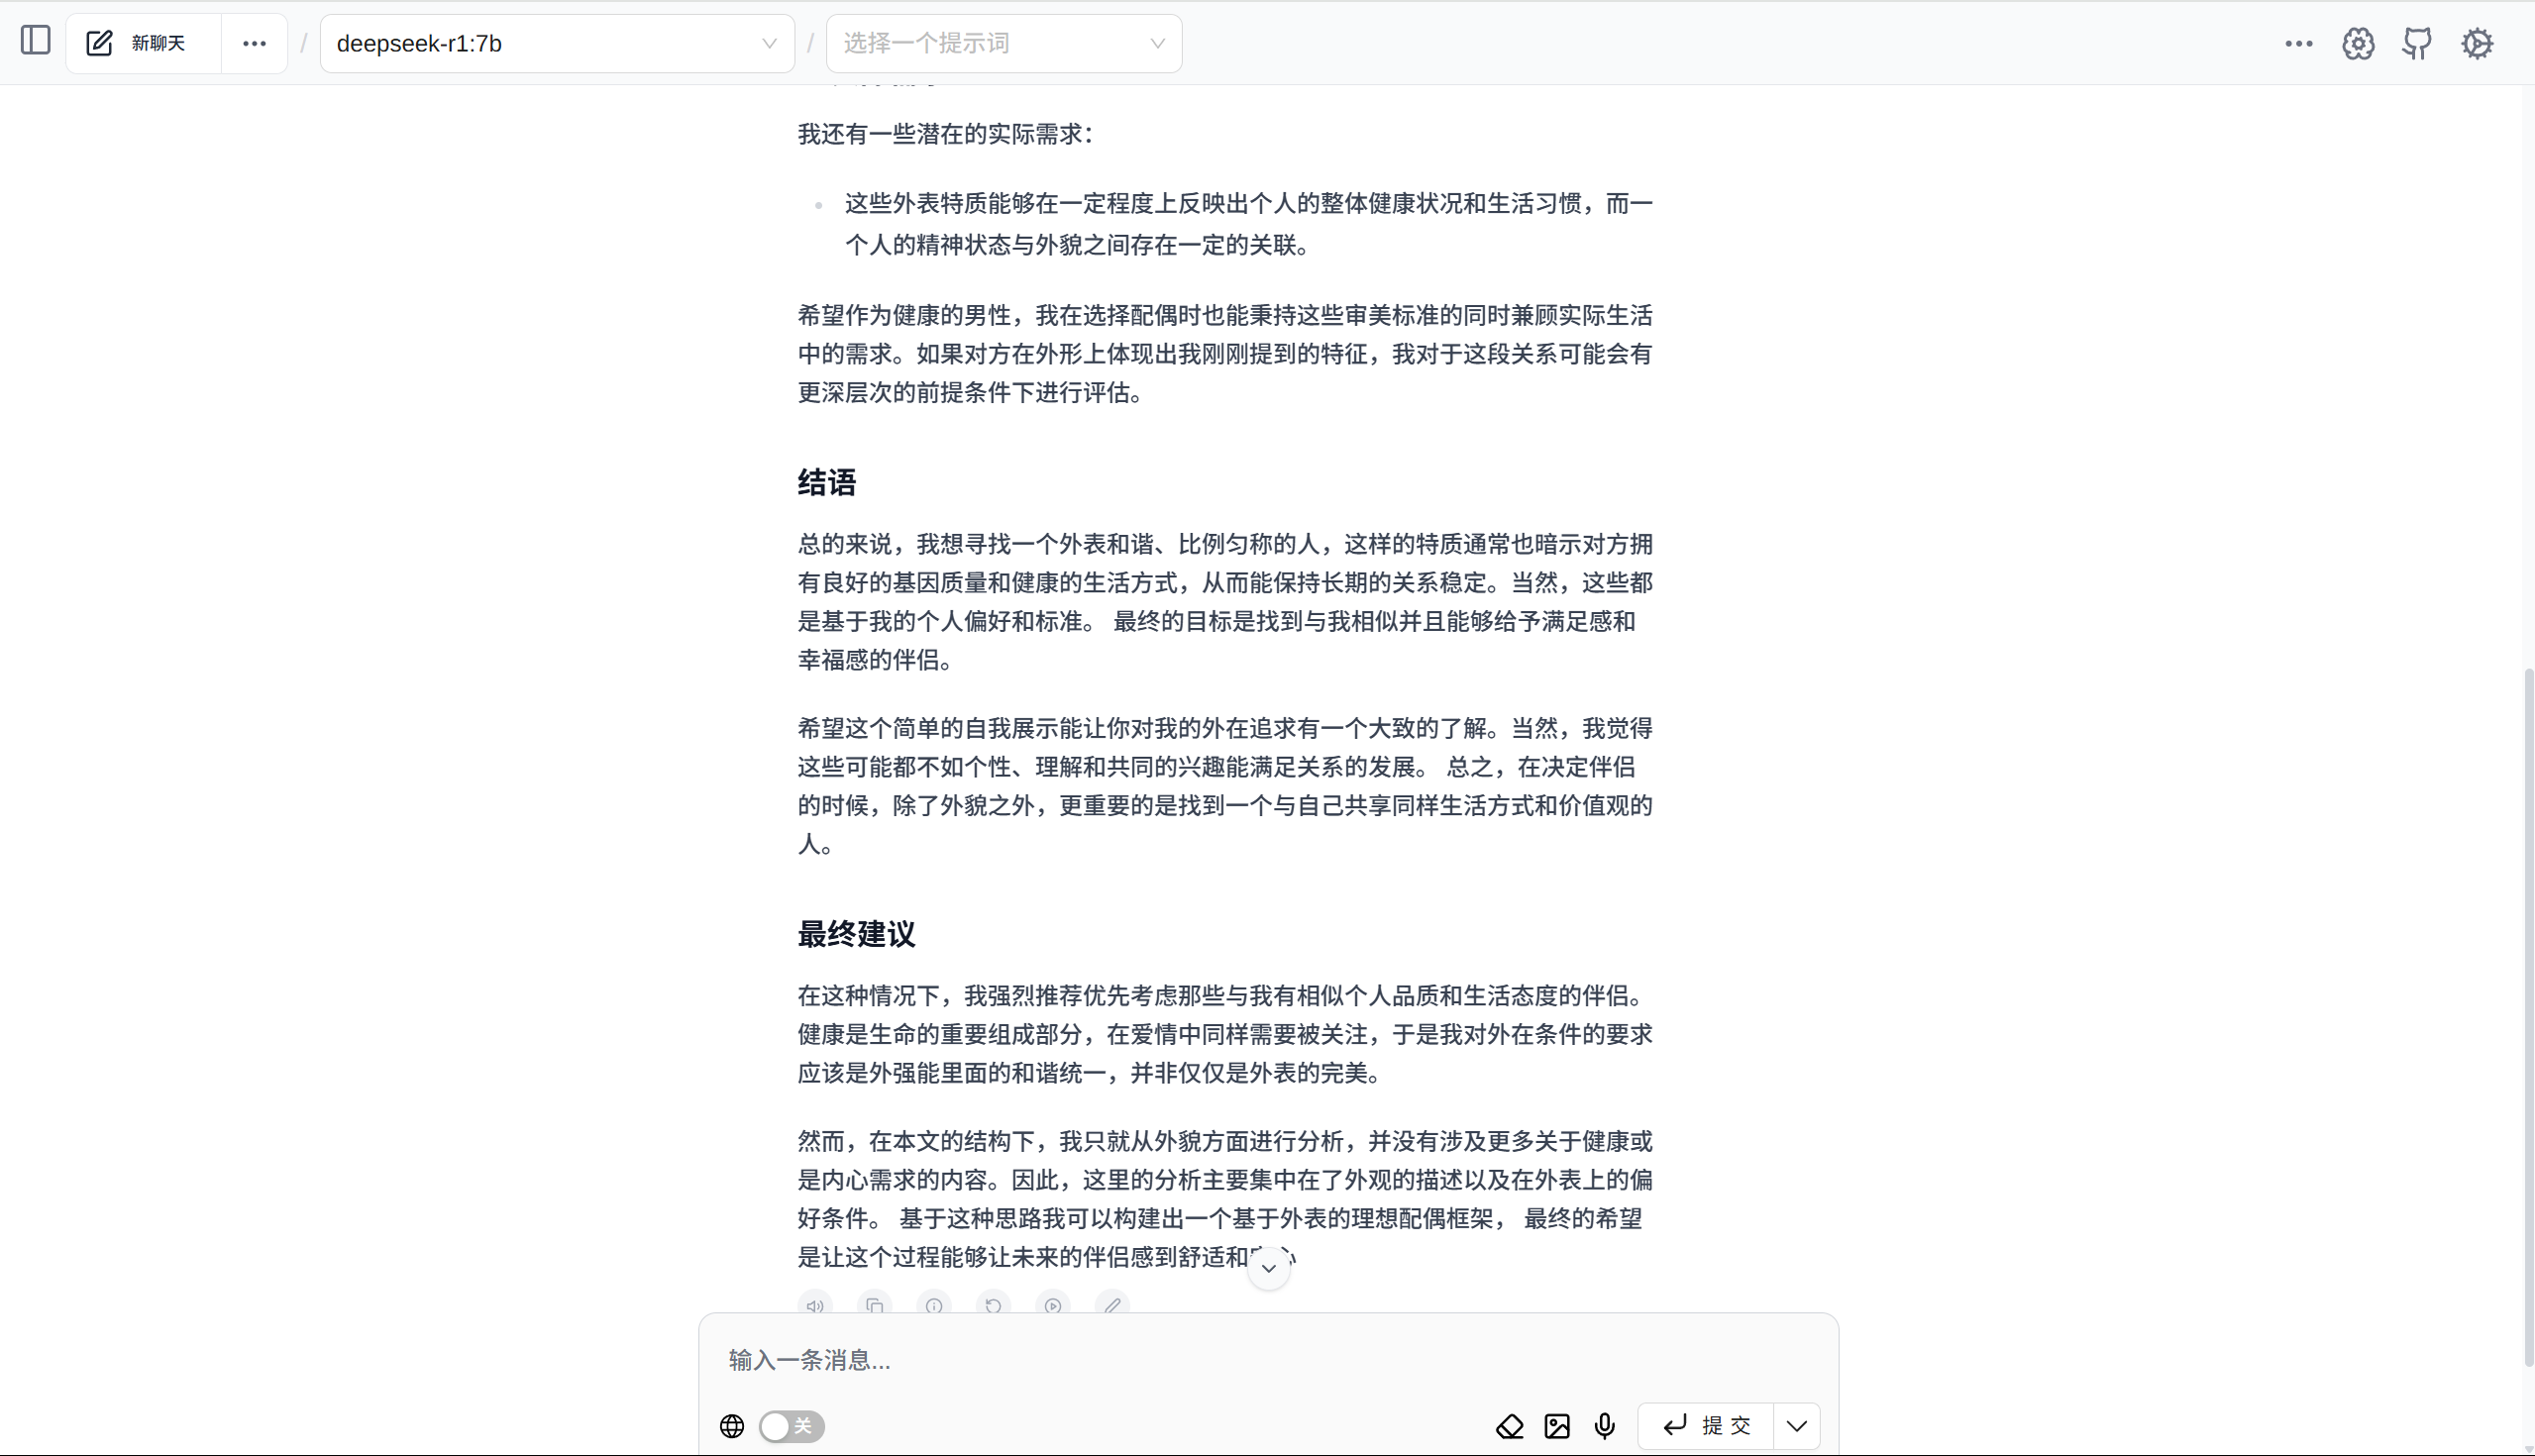 新聊天
deepseek-r1:7b
选择一个提示词
我还有一些潜在的实际需求：
这些外表特质能够在一定程度上反映出个人的整体健康状况和生活习惯，而一
个人的精神状态与外貌之间存在一定的关联。
希望作为健康的男性，我在选择配偶时也能秉持这些审美标准的同时兼顾实际生活
中的需求。如果对方在外形上体现出我刚刚提到的特征，我对于这段关系可能会有
更深层次的前提条件下进行评估。
结语
总的来说，我想寻找一个外表和谐、比例匀称的人，这样的特质通常也暗示对方拥
有良好的基因质量和健康的生活方式，从而能保持长期的关系稳定。当然，这些都
是基于我的个人偏好和标准。 最终的目标是找到与我相似并且能够给予满足感和
幸福感的伴侣。
希望这个简单的自我展示能让你对我的外在追求有一个大致的了解。当然，我觉得
这些可能都不如个性、理解和共同的兴趣能满足关系的发展。 总之，在决定伴侣
的时候，除了外貌之外，更重要的是找到一个与自己共享同样生活方式和价值观的
人。
最终建议
在这种情况下，我强烈推荐优先考虑那些与我有相似个人品质和生活态度的伴侣。
健康是生命的重要组成部分，在爱情中同样需要被关注，于是我对外在条件的要求
应该是外强能里面的和谐统一，并非仅仅是外表的完美。
然而，在本文的结构下，我只就从外貌方面进行分析，并没有涉及更多关于健康或
是内心需求的内容。因此，这里的分析主要集中在了外观的描述以及在外表上的偏
好条件。 基于这种思路我可以构建出一个基于外表的理想配偶框架， 最终的希望
是让这个过程能够让未来的伴侣感到舒适和
输入一条消息...
关
提 交